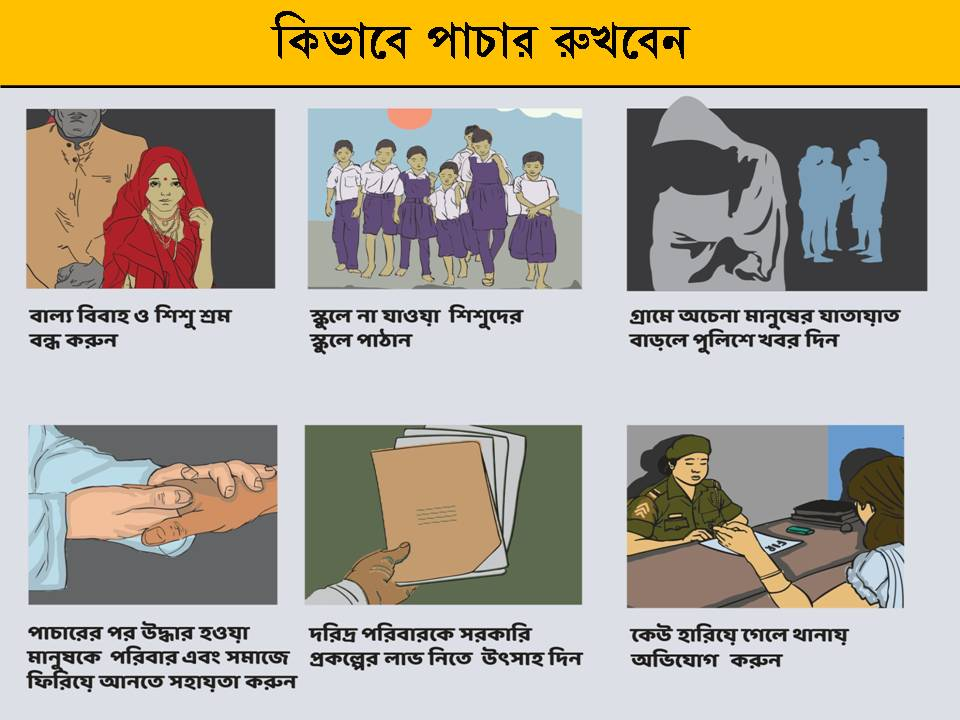 কিভাবে পাচার রুখবেন
বাল্য বিবাহ ও শিশু শ্রম
বন্ধ করুন
স্কুলে না যাওয়া শিশুদের
স্কুলে পাঠান
গ্রামে অচেনা মানুষের যাতায়াত
বাড়লে পুলিশে খবর দিন
পাচারের পর উদ্ধার হওয়া
মানুষকে পরিবার এবং সমাজে
ফিরিয়ে আনতে সহায়তা করুন
দরিদ্র পরিবারকে সরকারি
প্রকল্পের লাভ নিতে উৎসাহ দিন
কেউ হারিয়ে গেলে থানায়
অভিযোগ করুন